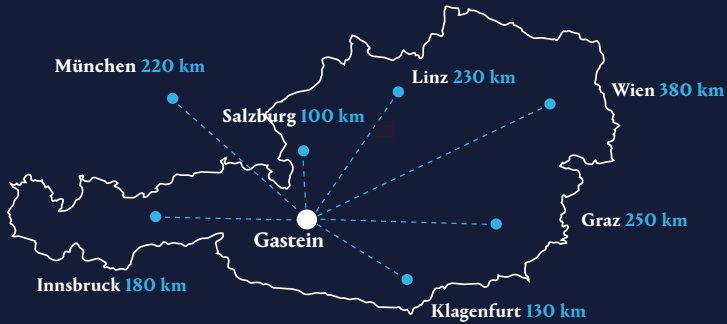 München 220 km
Linz 230 km
Wien 380 km
Salzburg 100 km
Graz 250 km
Gastein
Innsbruck 180 km
Klagenfurt 130 km